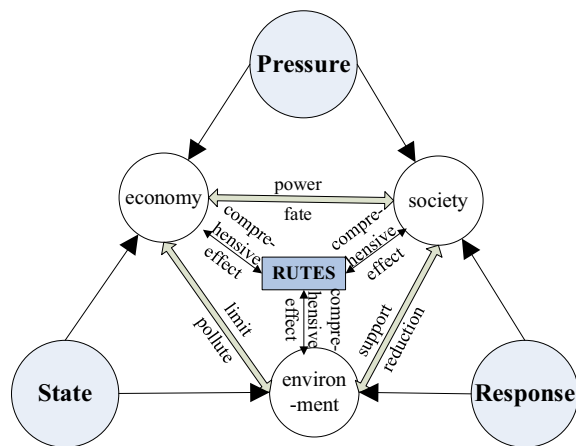 Pressure
economy
power
fate
society
compre-
hensive
effect
compre-
hensive
effect
RUTES
limit
pollute
compre-
hensive
effect
support
reduction
State
environ
-ment
Response